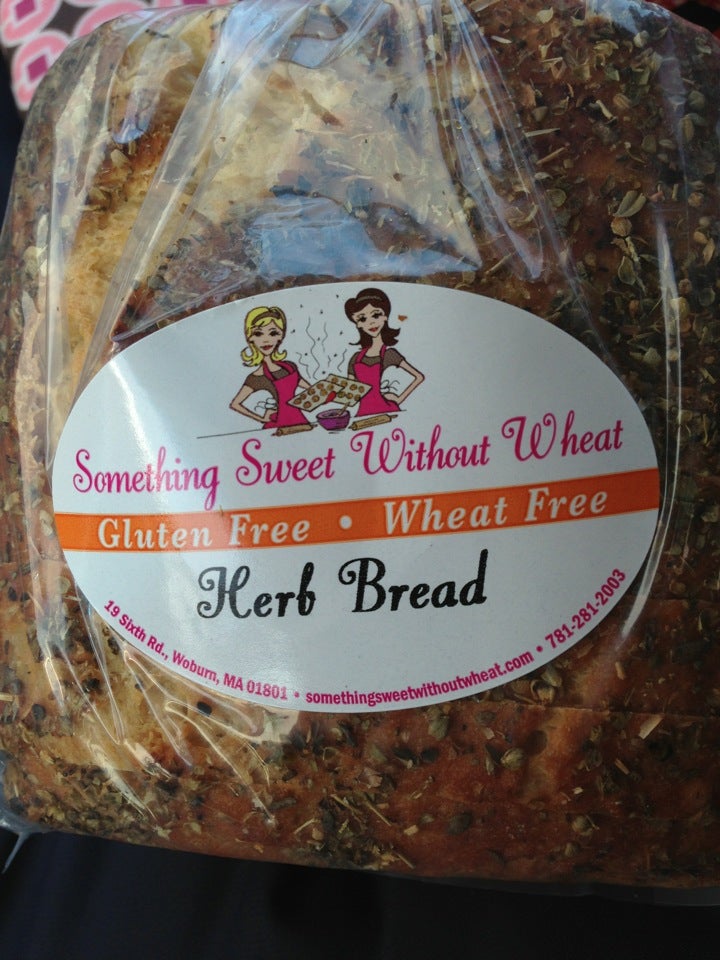 Something Sweet Without Wheat
Gluten Free • Wheat Free
Herb Bread
19 Sixth Rd., Woburn, MA 01801 • somethingsweetwithoutwheat.com • 781-281-2003